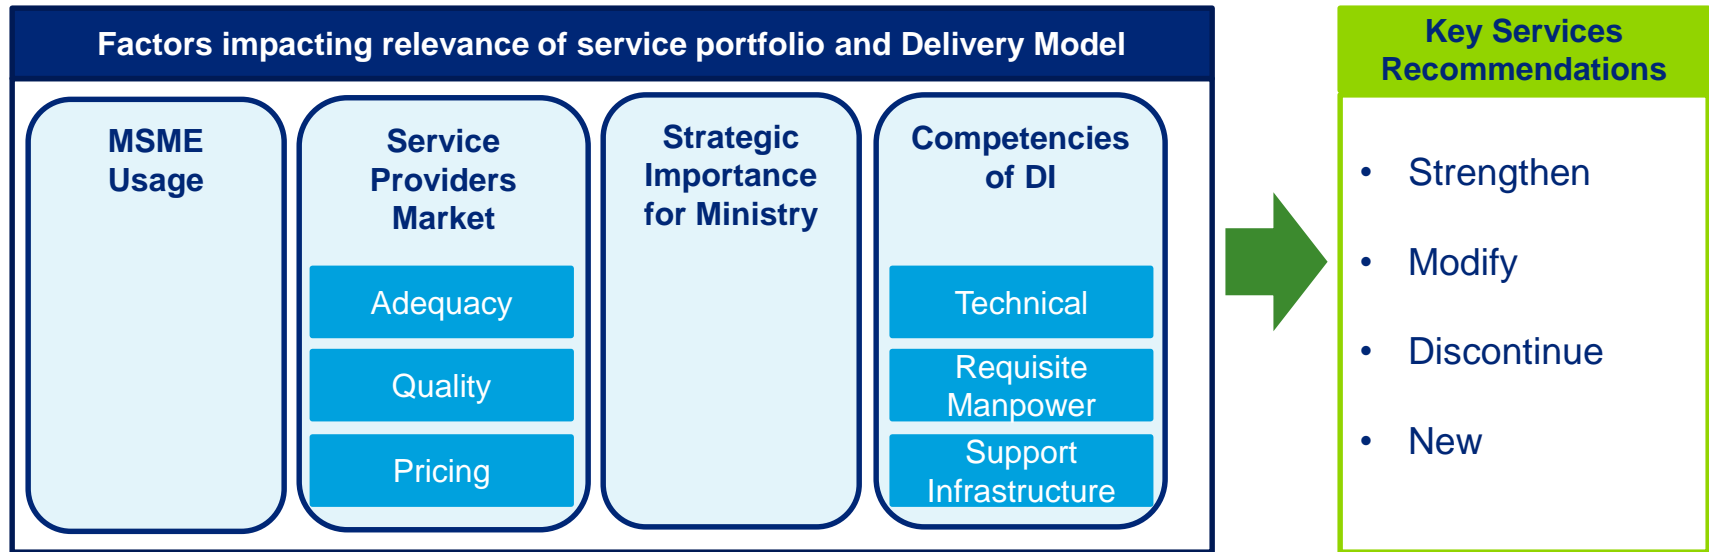 Factors impacting relevance of service portfolio and Delivery Model
MSME
Usage
Service
Providers
Market
Adequacy
Quality
Pricing
Strategic
Importance
for Ministry
Competencies
of DI
Technical
Requisite
Manpower
Support
Infrastructure
Key Services
Recommendations
• Strengthen
• Modify
• Discontinue
• New